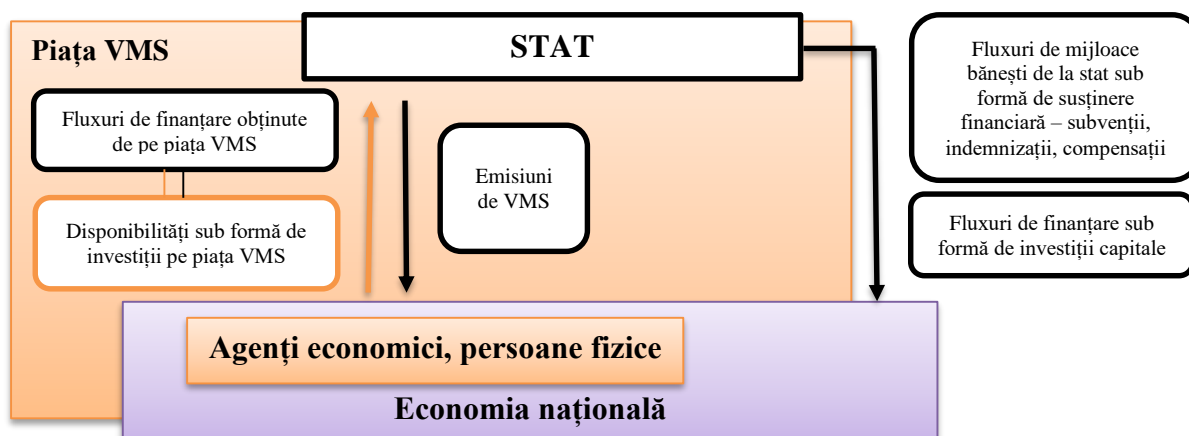 Piața VMS
STAT
Fluxuri de finanțare obținute
de pe piața VMS
Disponibilități sub formă de
investiții pe piața VMS
Emisiuni
de VMS
Fluxuri de mijloace
bănești de la stat sub
formă de susținere
financiară – subvenții,
indemnizații, compensații
Fluxuri de finanțare sub
formă de investiții capitale
Agenți economici, persoane fizice
Economia națională